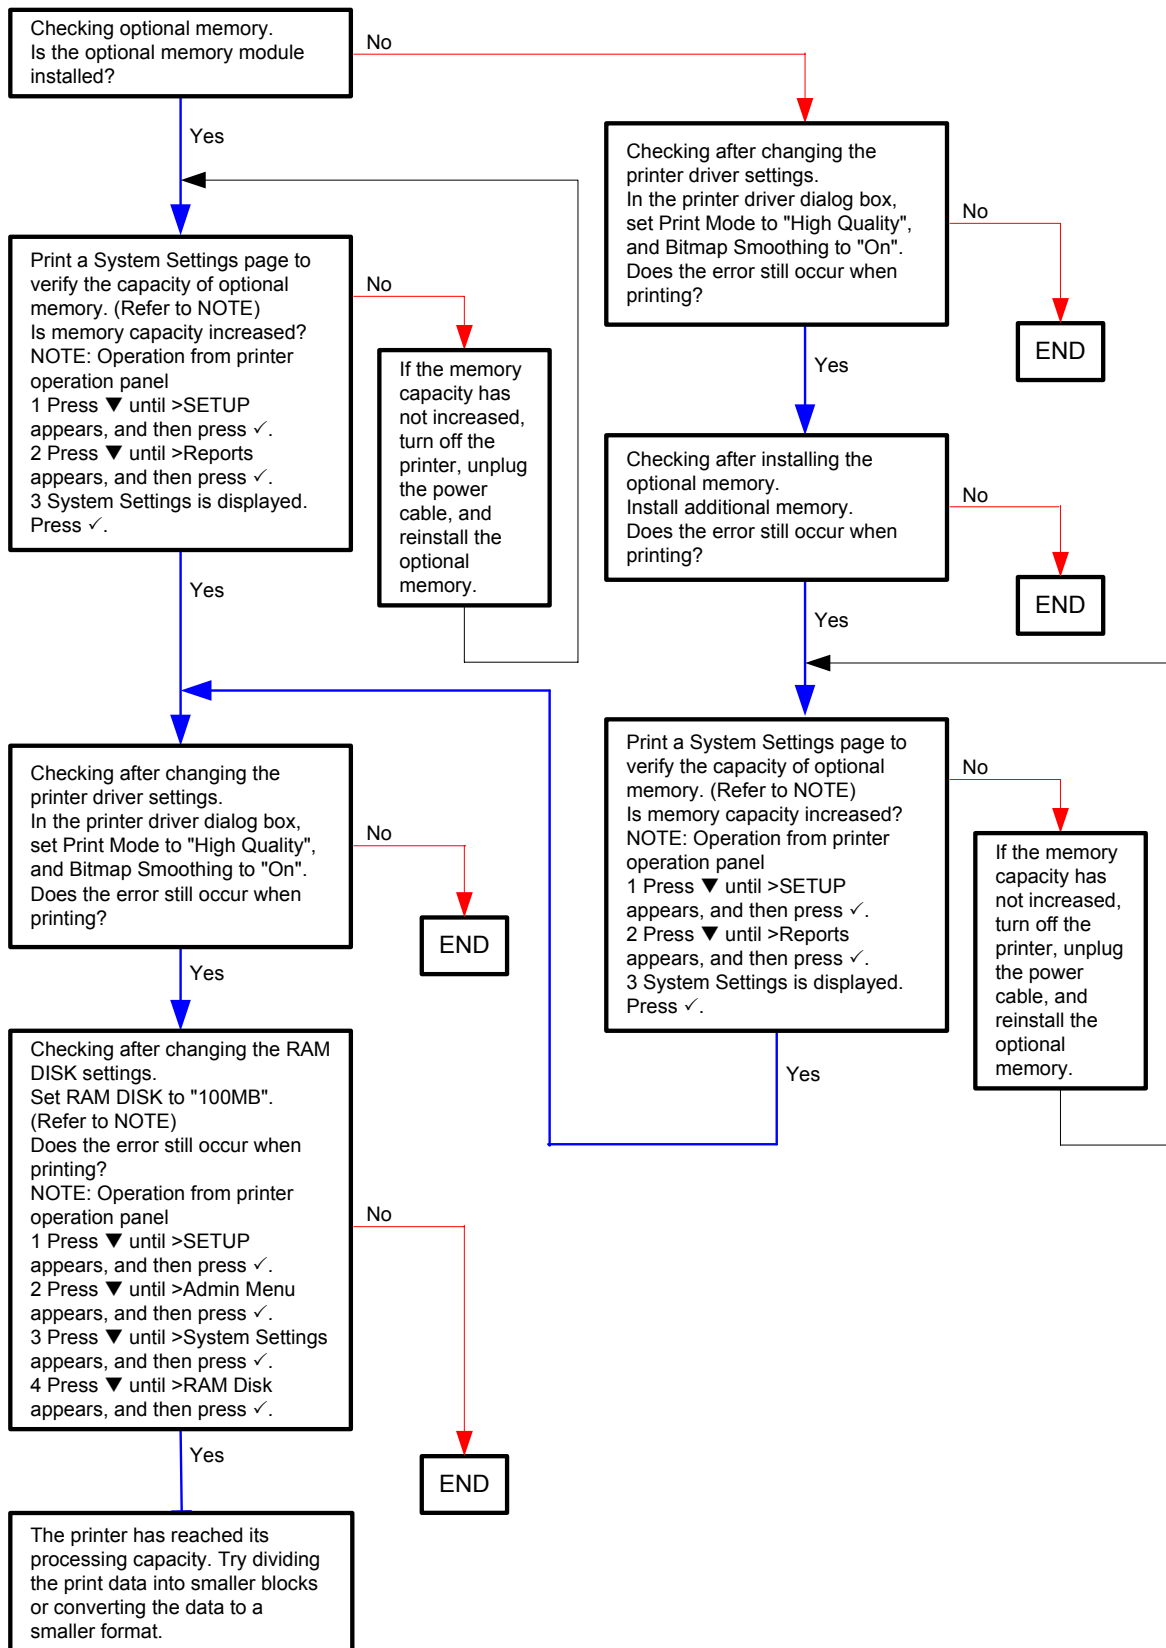 Checking optional memory.
Is the optional memory module
installed?
No
Yes
Print a System Settings page to
verify the capacity of optional
memory. (Refer to NOTE)
Is memory capacity increased?
NOTE: Operation from printer
operation panel
1 Press ▼ until >SETUP
appears, and then press ✓.
2 Press ▼ until >Reports
appears, and then press ✓.
3 System Settings is displayed.
Press ✓.
No
If the memory
capacity has
not increased,
turn off the
printer, unplug
the power
cable, and
reinstall the
optional
memory.
Yes
Checking after changing the
printer driver settings.
In the printer driver dialog box,
set Print Mode to "High Quality",
and Bitmap Smoothing to "On".
Does the error still occur when
printing?
No
END
Yes
Checking after changing the RAM
DISK settings.
Set RAM DISK to "100MB".
(Refer to NOTE)
Does the error still occur when
printing?
NOTE: Operation from printer
operation panel
1 Press ▼ until >SETUP
appears, and then press ✓.
2 Press ▼ until >Admin Menu
appears, and then press ✓.
3 Press ▼ until >System Settings
appears, and then press ✓.
4 Press ▼ until >RAM Disk
appears, and then press ✓.
No
END
Yes
The printer has reached its
processing capacity. Try dividing
the print data into smaller blocks
or converting the data to a
smaller format.
Checking after changing the
printer driver settings.
In the printer driver dialog box,
set Print Mode to "High Quality",
and Bitmap Smoothing to "On".
Does the error still occur when
printing?
No
END
Yes
Checking after installing the
optional memory.
Install additional memory.
Does the error still occur when
printing?
No
END
Yes
Print a System Settings page to
verify the capacity of optional
memory. (Refer to NOTE)
Is memory capacity increased?
NOTE: Operation from printer
operation panel
1 Press ▼ until >SETUP
appears, and then press ✓.
2 Press ▼ until >Reports
appears, and then press ✓.
3 System Settings is displayed.
Press ✓.
No
If the memory
capacity has
not increased,
turn off the
printer, unplug
the power
cable, and
reinstall the
optional
memory.
Yes